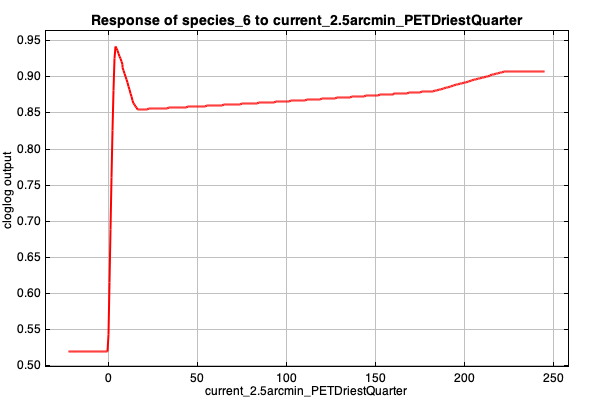 Response of species_6 to current_2.5arcmin_PETDriestQuarter
cloglog output
0.95
0.90
0.85
0.80
0.75
0.70
0.65
0.60
0.55
0.50
0 50 100 150 200 250
current_2.5arcmin_PETDriestQuarter